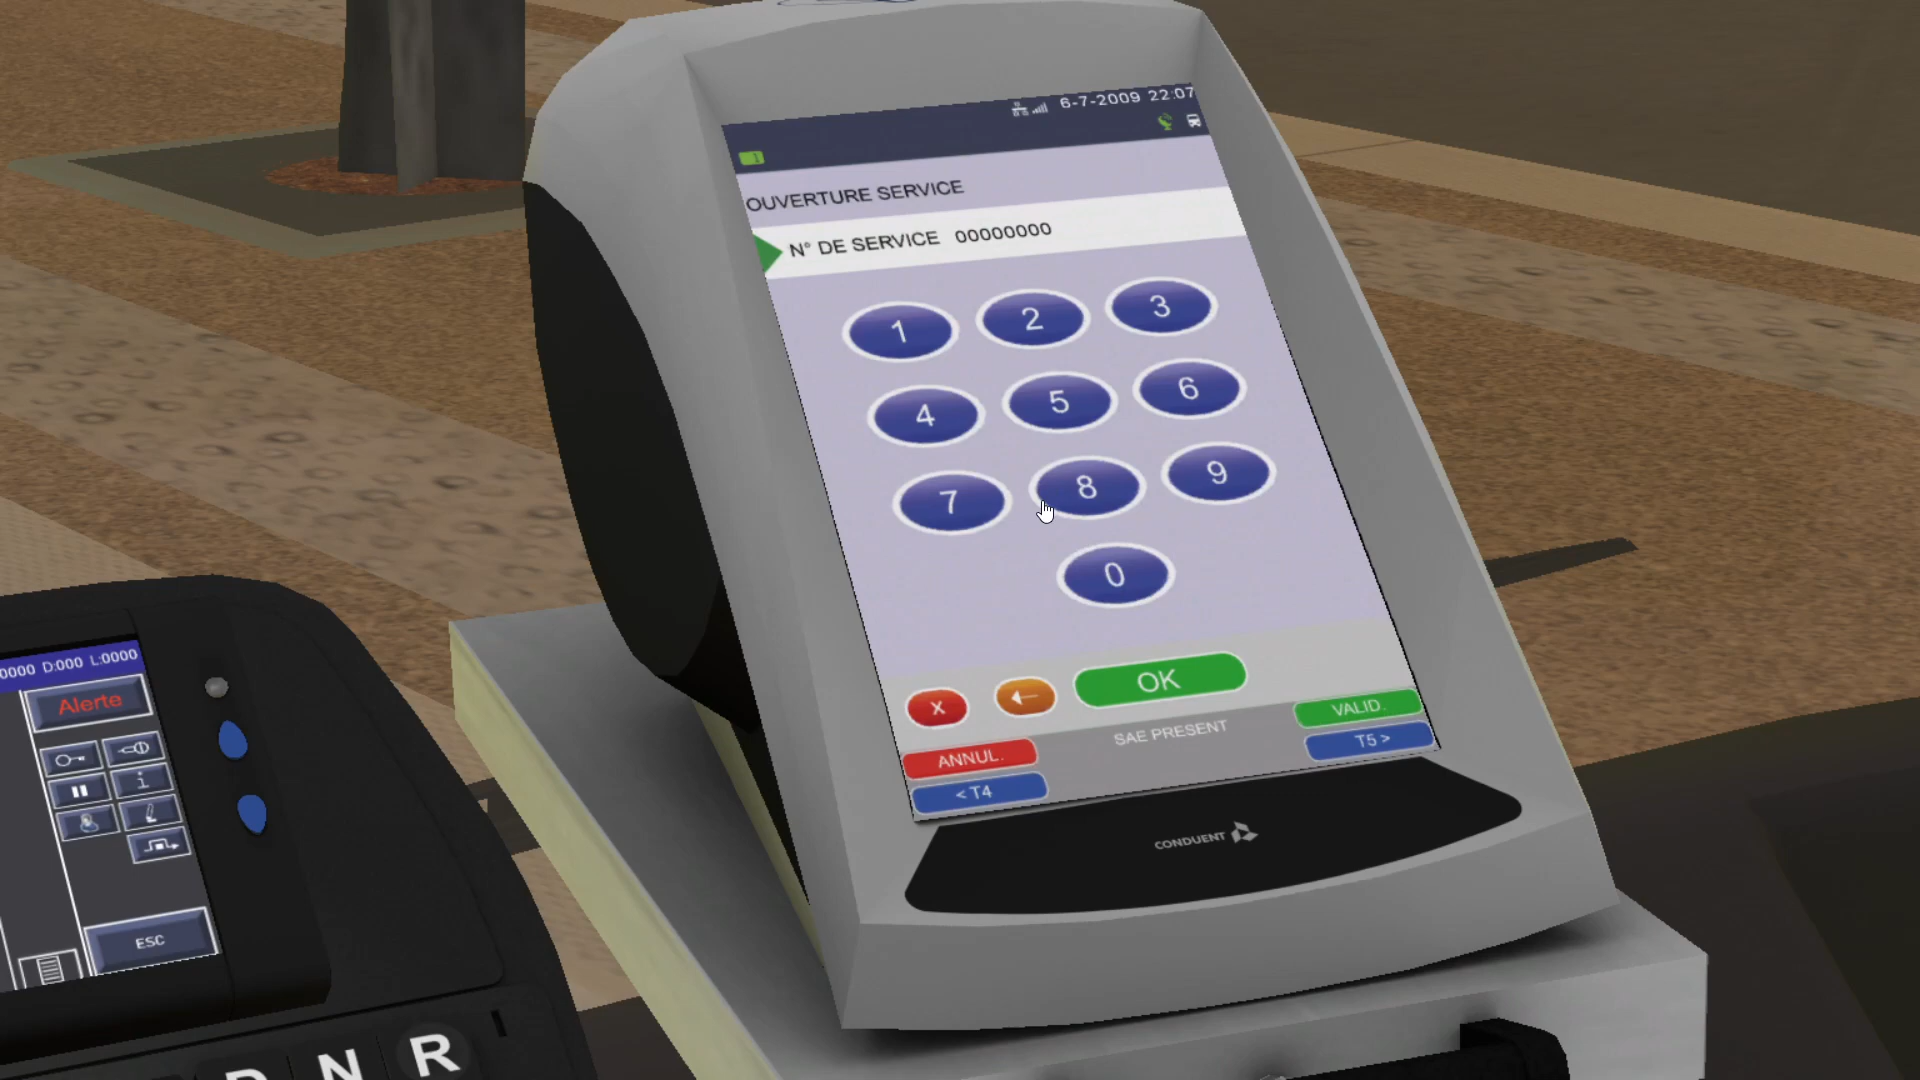 6-7-2009 22:07
OUVERTURE SERVICE
N° DE SERVICE 00000000
1 2 3
4 5 6
7 8 9
0
X ← OK
ANNUL. SAE PRESENT VALID.
< T4 T5 >
CONDUENT
0000 D:000 L:0000
Alerte
i
ESC
D N R